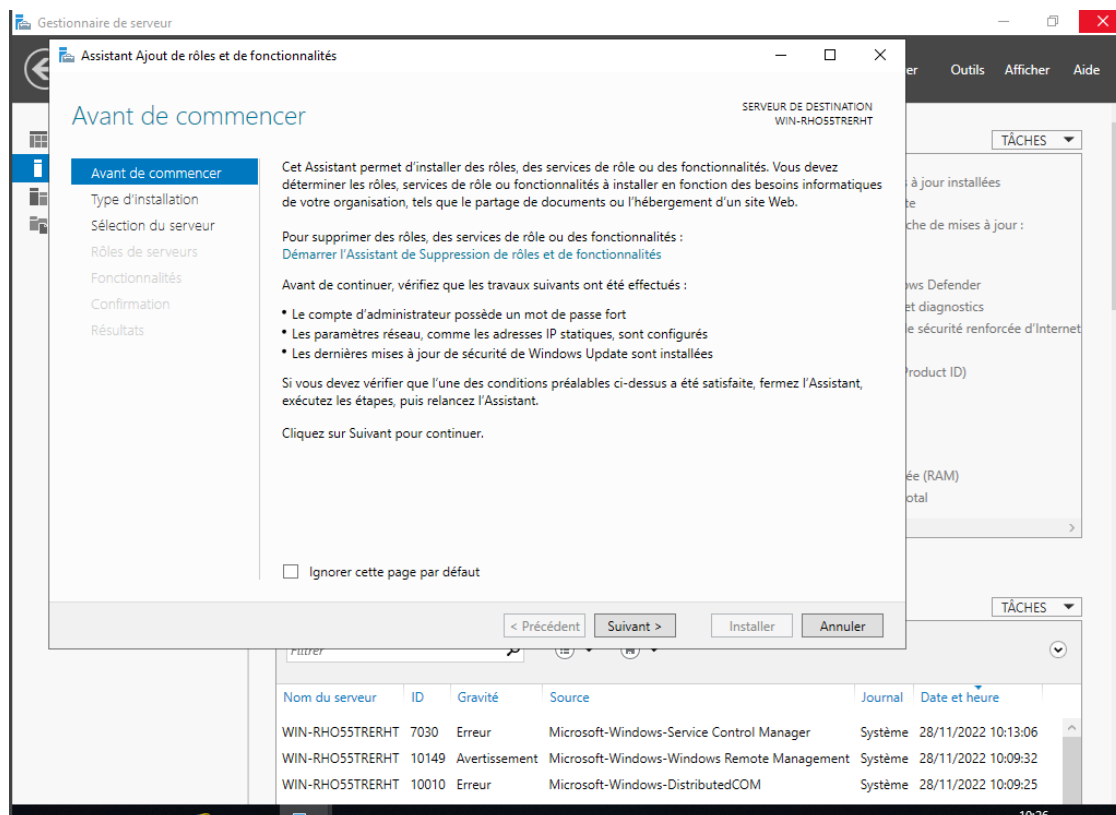 Gestionnaire de serveur
Assistant Ajout de rôles et de fonctionnalités
er Outils Afficher Aide
Avant de commencer
SERVEUR DE DESTINATION
WIN-RHO55TRERHT
Avant de commencer
Type d'installation
Sélection du serveur
Rôles de serveurs
Fonctionnalités
Confirmation
Résultats
Cet Assistant permet d'installer des rôles, des services de rôle ou des fonctionnalités. Vous devez
déterminer les rôles, services de rôle ou fonctionnalités à installer en fonction des besoins informatiques
de votre organisation, tels que le partage de documents ou l'hébergement d'un site Web.
Pour supprimer des rôles, des services de rôle ou des fonctionnalités :
Démarrer l'Assistant de Suppression de rôles et de fonctionnalités
Avant de continuer, vérifiez que les travaux suivants ont été effectués :
• Le compte d'administrateur possède un mot de passe fort
• Les paramètres réseau, comme les adresses IP statiques, sont configurés
• Les dernières mises à jour de sécurité de Windows Update sont installées
Si vous devez vérifier que l'une des conditions préalables ci-dessus a été satisfaite, fermez l'Assistant,
exécutez les étapes, puis relancez l'Assistant.
Cliquez sur Suivant pour continuer.
Ignorer cette page par défaut
< Précédent Suivant > Installer Annuler
TÂCHES
à jour installées
te
che de mises à jour :
ws Defender
et diagnostics
e sécurité renforcée d'Internet
Product ID)
ée (RAM)
otal
TÂCHES
Filtrer
Nom du serveur ID Gravité Source Journal Date et heure
WIN-RHO55TRERHT 7030 Erreur Microsoft-Windows-Service Control Manager Système 28/11/2022 10:13:06
WIN-RHO55TRERHT 10149 Avertissement Microsoft-Windows-Windows Remote Management Système 28/11/2022 10:09:32
WIN-RHO55TRERHT 10010 Erreur Microsoft-Windows-DistributedCOM Système 28/11/2022 10:09:25